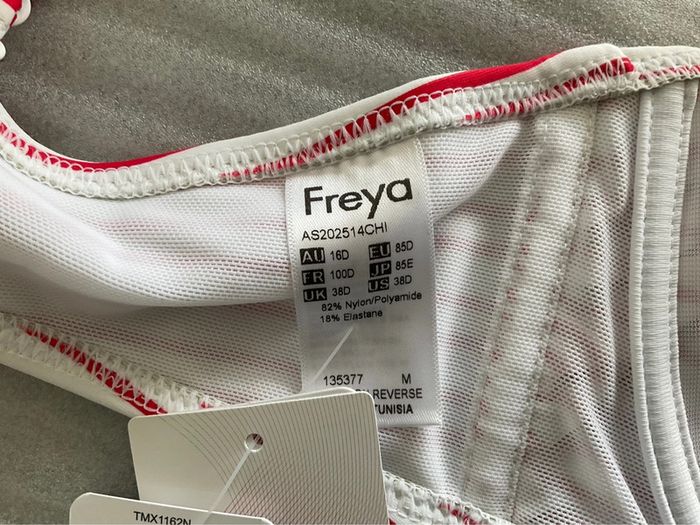 Freya
AS202514CHI
AU 16D EU 85D
FR 100D JP 85E
UK 38D US 38D
82% Nylon/Polyamide
18% Elastane
135377 M
REVERSE
TUNISIA
TMX1162N